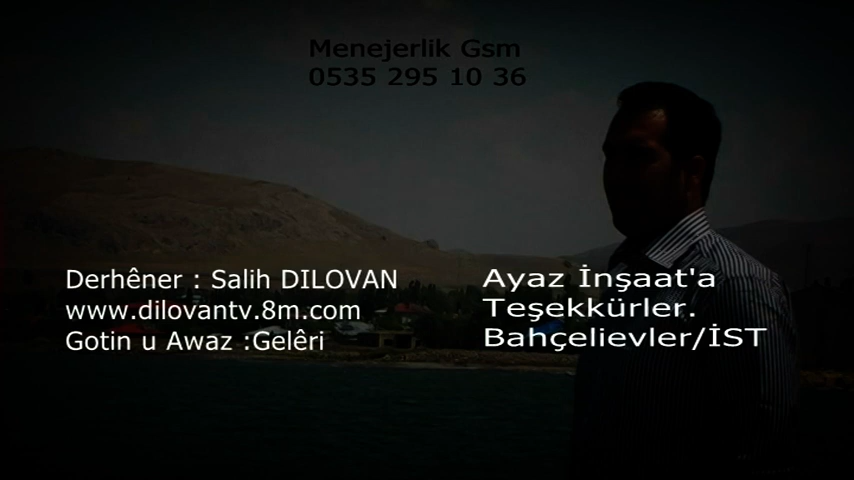 Menejerlik Gsm
0535 295 10 36
Derhêner : Salih DILOVAN
www.dilovantv.8m.com
Gotin u Awaz :Gelêri
Ayaz İnşaat'a
Teşekkürler.
Bahçelievler/İST